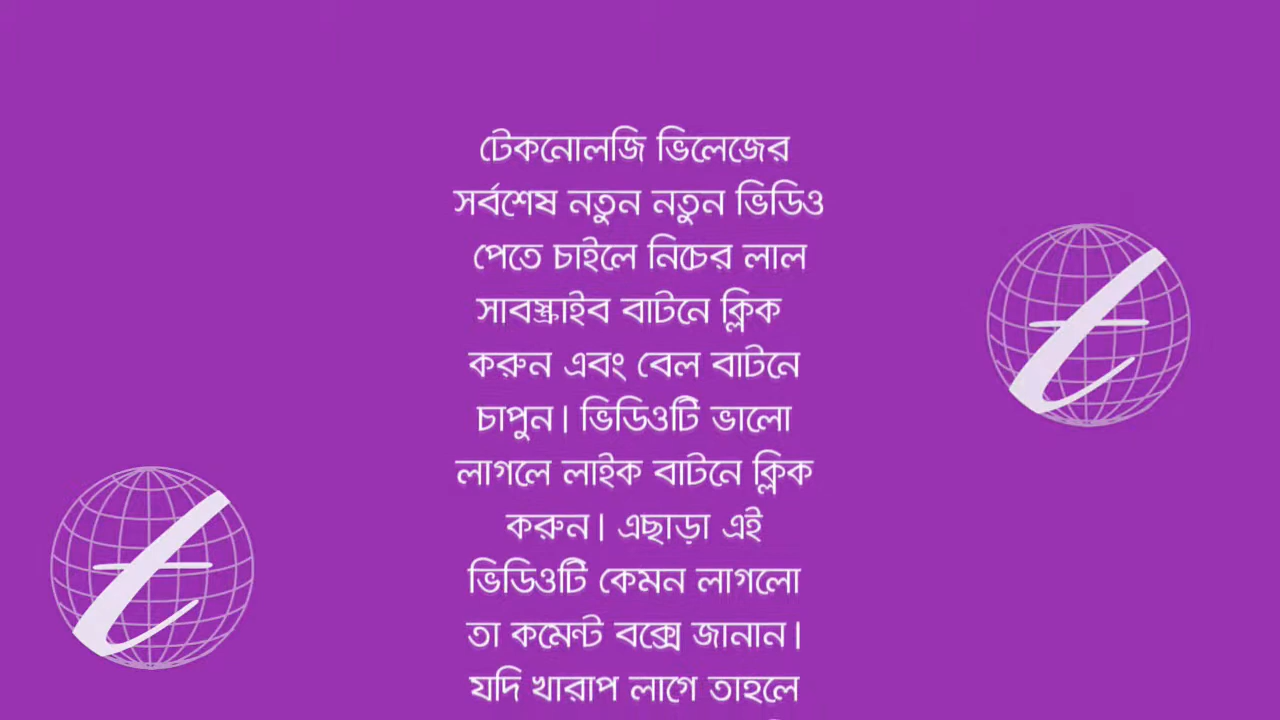 টেকনোলজি ভিলেজের
সর্বশেষ নতুন নতুন ভিডিও
পেতে চাইলে নিচের লাল
সাবস্ক্রাইব বাটনে ক্লিক
করুন এবং বেল বাটনে
চাপুন। ভিডিওটি ভালো
লাগলে লাইক বাটনে ক্লিক
করুন। এছাড়া এই
ভিডিওটি কেমন লাগলো
তা কমেন্ট বক্সে জানান।
যদি খারাপ লাগে তাহলে
t
t